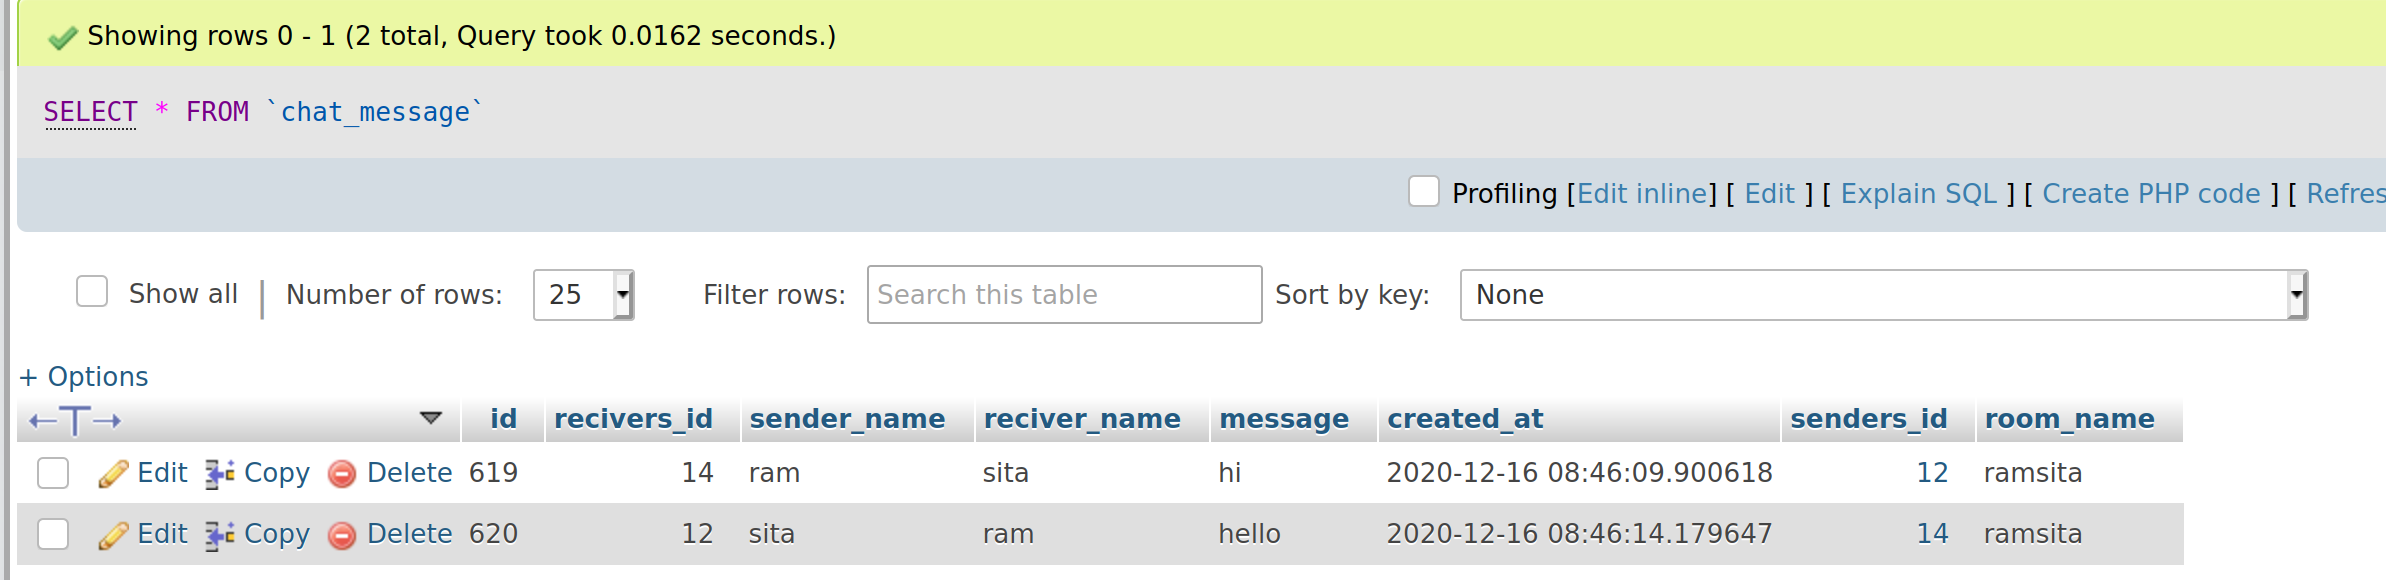 Showing rows 0 - 1 (2 total, Query took 0.0162 seconds.)
SELECT * FROM `chat_message`
Profiling [Edit inline] [ Edit ] [ Explain SQL ] [ Create PHP code ] [ Refres
Show all | Number of rows: 25 Filter rows: Search this table Sort by key: None
+ Options
id recivers_id sender_name reciver_name message created_at senders_id room_name
Edit Copy Delete 619 14 ram sita hi 2020-12-16 08:46:09.900618 12 ramsita
Edit Copy Delete 620 12 sita ram hello 2020-12-16 08:46:14.179647 14 ramsita